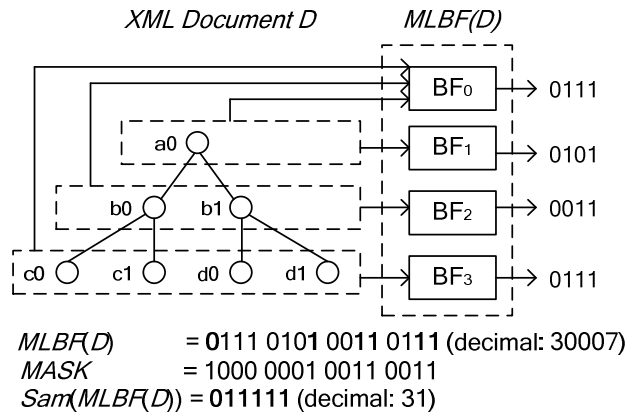 XML Document D MLBF(D)
BF0 0111
a0 BF1 0101
b0 b1 BF2 0011
c0 c1 d0 d1 BF3 0111
MLBF(D) = 0111 0101 0011 0111 (decimal: 30007)
MASK = 1000 0001 0011 0011
Sam(MLBF(D)) = 011111 (decimal: 31)